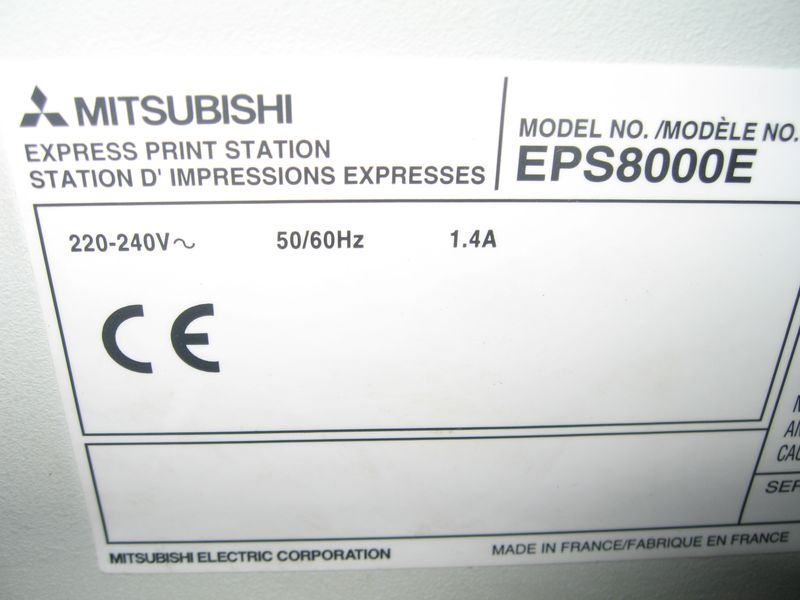 MITSUBISHI
EXPRESS PRINT STATION
STATION D' IMPRESSIONS EXPRESSES
MODEL NO. /MODÈLE NO.
EPS8000E
220-240V~ 50/60Hz 1.4A
CE
MITSUBISHI ELECTRIC CORPORATION
MADE IN FRANCE/FABRIQUE EN FRANCE